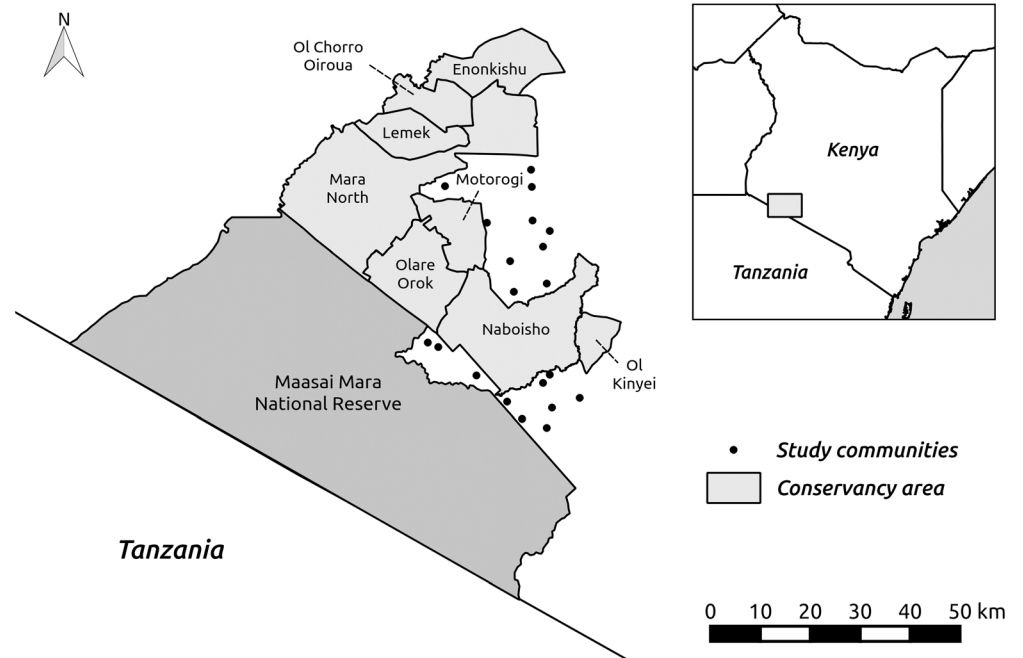 N
Ol Chorro
Oiroua
Enonkishu
Lemek
Mara
North
Motorogi
Olare
Orok
Naboisho
Ol
Kinyei
Maasai Mara
National Reserve
Tanzania
Kenya
Tanzania
Study communities
Conservancy area
0 10 20 30 40 50 km